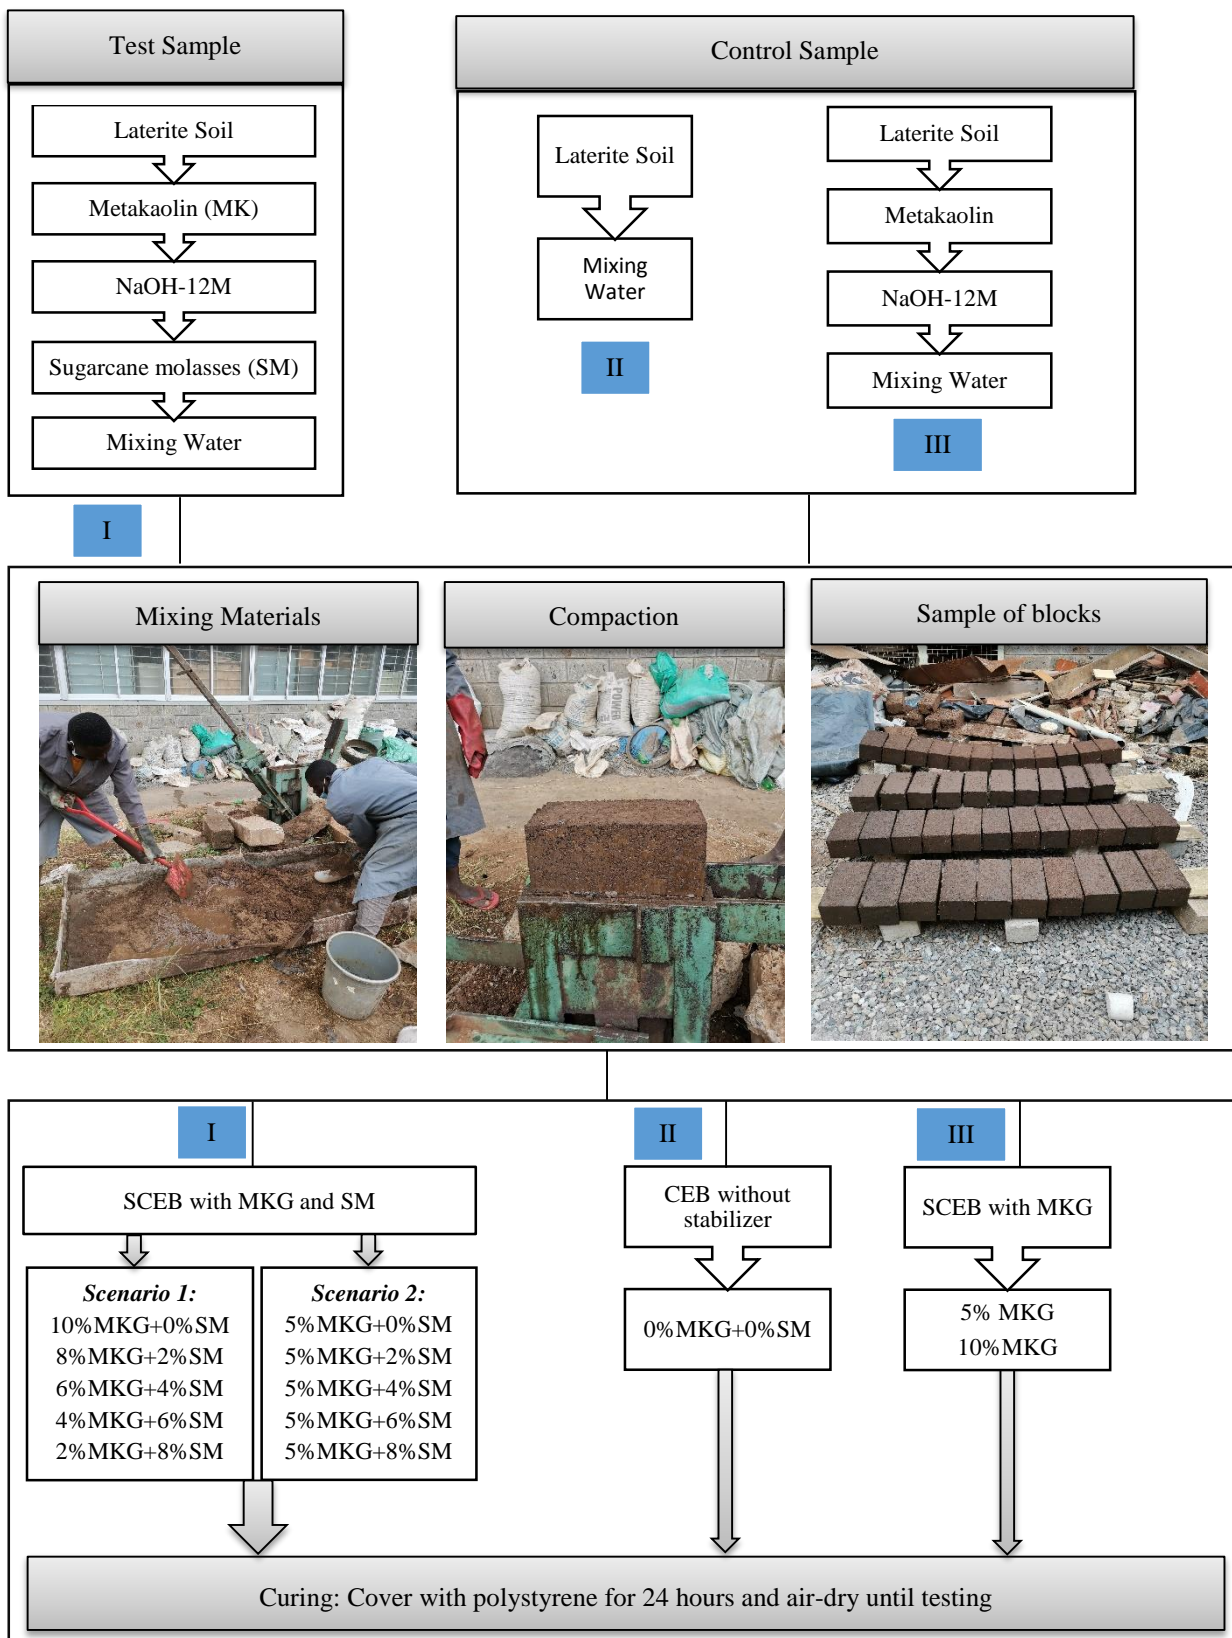 Test Sample
Laterite Soil
Metakaolin (MK)
NaOH-12M
Sugarcane molasses (SM)
Mixing Water
I
Control Sample
Laterite Soil
Mixing
Water
II
Laterite Soil
Metakaolin
NaOH-12M
Mixing Water
III
Mixing Materials
Compaction
POWER
Sample of blocks
I
SCEB with MKG and SM
Scenario 1:
10%MKG+0%SM
8%MKG+2%SM
6%MKG+4%SM
4%MKG+6%SM
2%MKG+8%SM
Scenario 2:
5%MKG+0%SM
5%MKG+2%SM
5%MKG+4%SM
5%MKG+6%SM
5%MKG+8%SM
II
CEB without
stabilizer
0%MKG+0%SM
III
SCEB with MKG
5% MKG
10%MKG
Curing: Cover with polystyrene for 24 hours and air-dry until testing